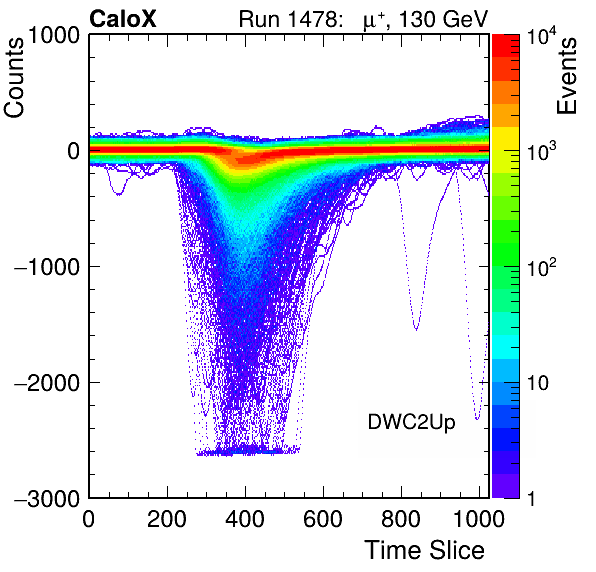 CaloX Run 1478: μ⁺, 130 GeV
Counts
Events
1000
0
−1000
−2000
−3000
0 200 400 600 800 1000
Time Slice
DWC2Up
10⁴
10³
10²
10
1